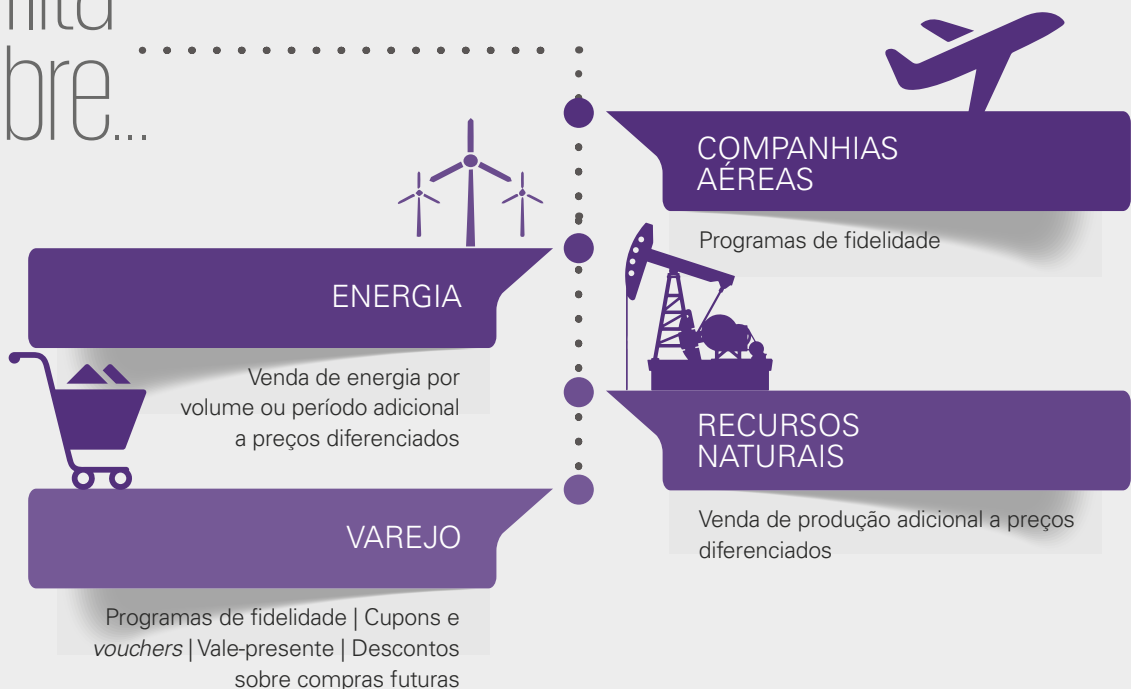 bre...
COMPANHIAS
AÉREAS
Programas de fidelidade
ENERGIA
Venda de energia por
volume ou período adicional
a preços diferenciados
RECURSOS
NATURAIS
Venda de produção adicional a preços
diferenciados
VAREJO
Programas de fidelidade | Cupons e
vouchers | Vale-presente | Descontos
sobre compras futuras